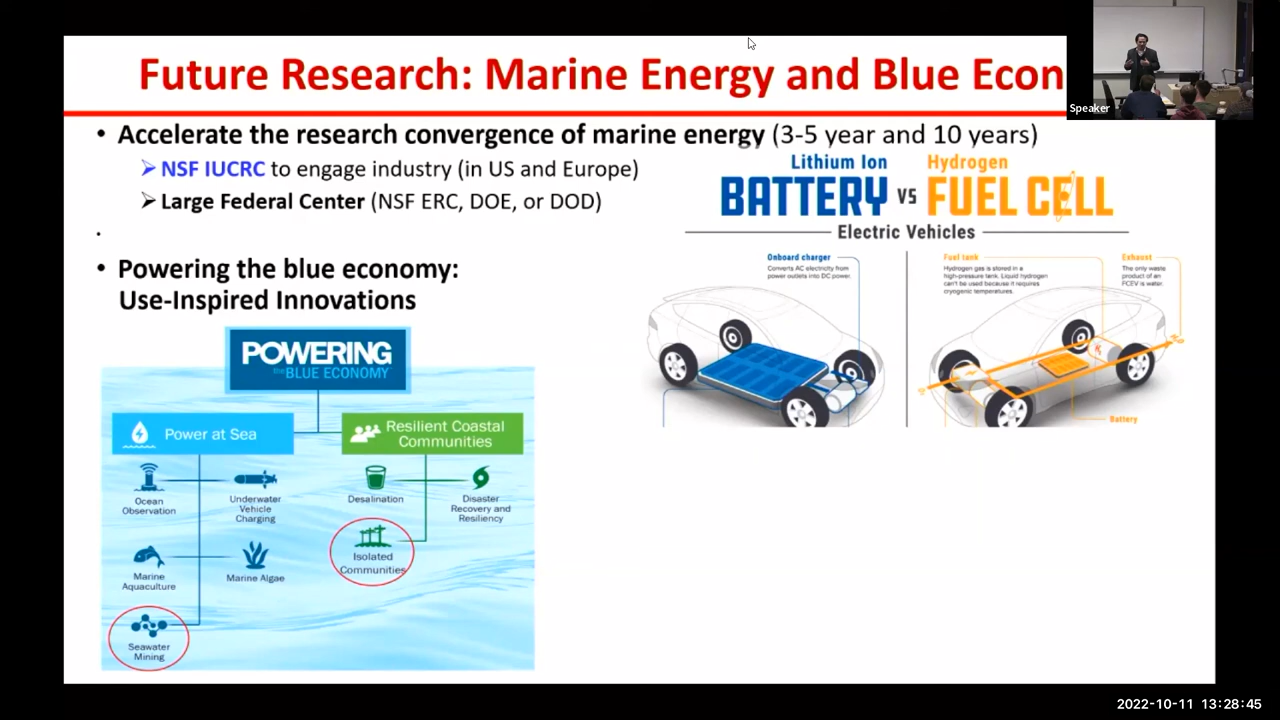 Future Research: Marine Energy and Blue Econ
Speaker
• Accelerate the research convergence of marine energy (3-5 year and 10 years)
➢ NSF IUCRC to engage industry (in US and Europe)
➢ Large Federal Center (NSF ERC, DOE, or DOD)
•
• Powering the blue economy:
Use-Inspired Innovations
Lithium Ion
BATTERY
vs
Hydrogen
FUEL CELL
Electric Vehicles
Onboard charger
Converts AC electricity from
power outlets into DC power.
Fuel tank
Hydrogen gas is stored in a
high-pressure tank. Liquid hydrogen
can't be used because it requires
cryogenic temperatures.
Exhaust
The only waste
product of an
FCEV is water.
Battery
POWERING
the BLUE ECONOMY
Power at Sea
Resilient Coastal
Communities
Ocean
Observation
Underwater
Vehicle
Charging
Desalination
Disaster
Recovery and
Resiliency
Marine
Aquaculture
Marine Algae
Isolated
Communities
Seawater
Mining
2022-10-11 13:28:45